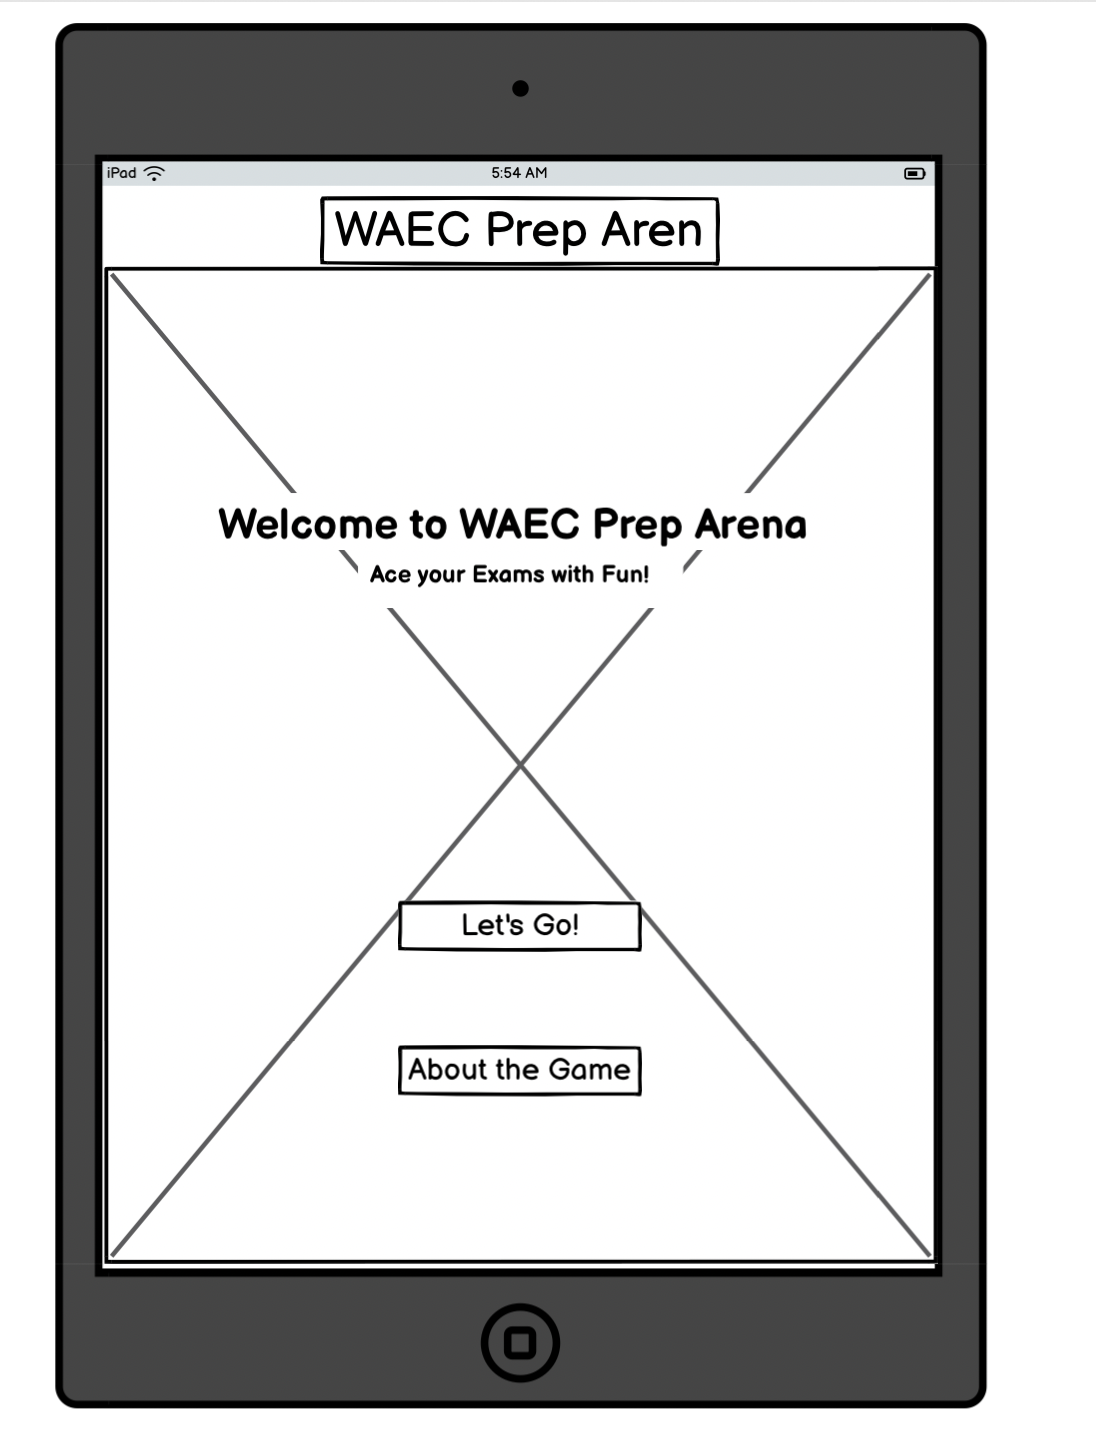 iPad 5:54 AM
WAEC Prep Aren
Welcome to WAEC Prep Arena
Ace your Exams with Fun!
Let's Go!
About the Game